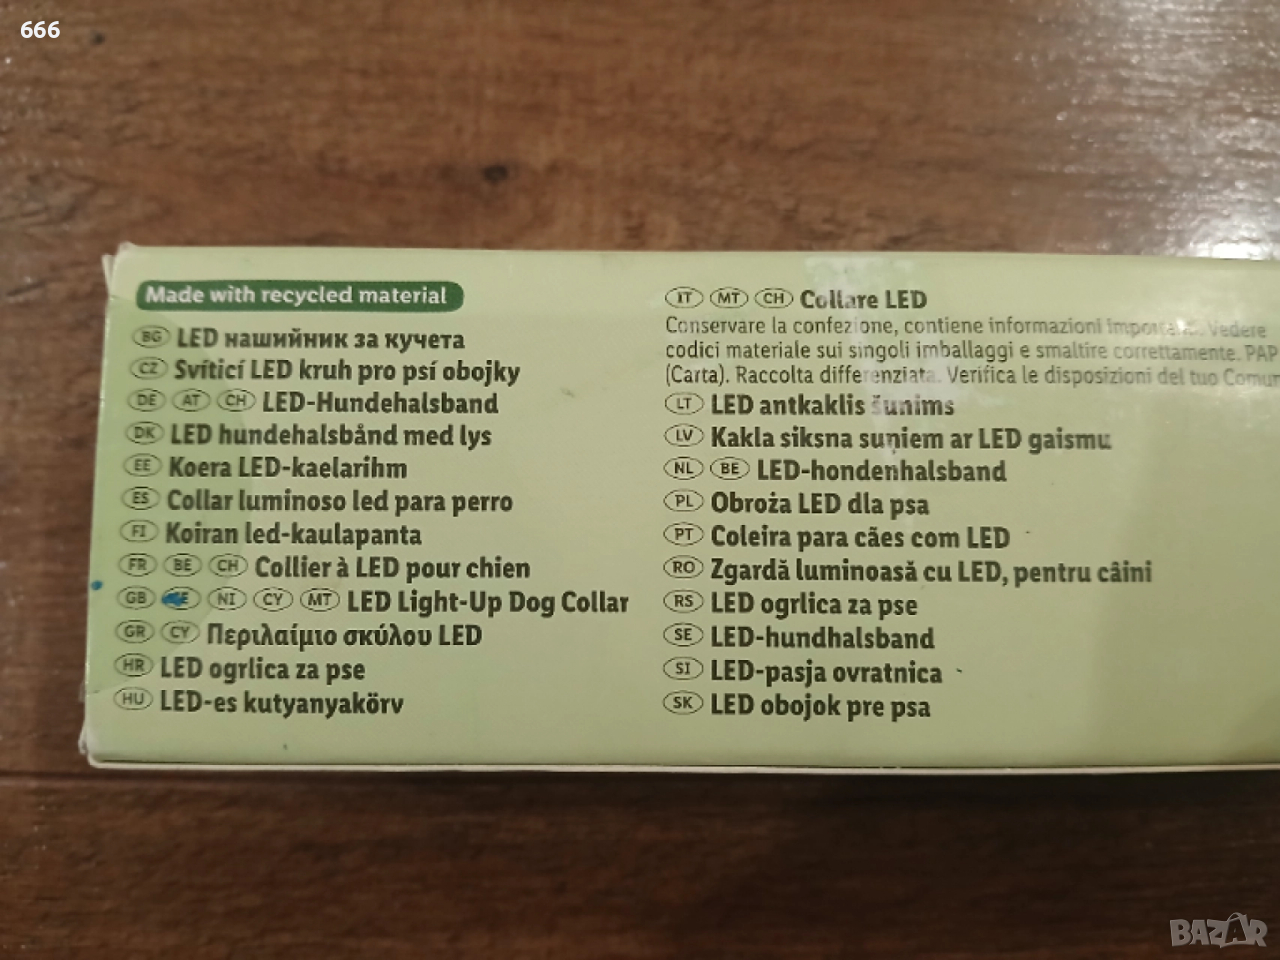 666
Made with recycled material
BG LED нашийник за кучета
CZ Svíticí LED kruh pro psí obojky
DE AT CH LED-Hundehalsband
DK LED hundehalsbånd med lys
EE Koera LED-kaelarihm
ES Collar luminoso led para perro
FI Koiran led-kaulapanta
FR BE CH Collier à LED pour chien
GB NI CY MT LED Light-Up Dog Collar
GR CY Περιλαίμιο σκύλου LED
HR LED ogrlica za pse
HU LED-es kutyanyakörv
IT MT CH Collare LED
Conservare la confezione, contiene informazioni Vedere
codici materiale sui singoli imballaggi e smaltire correttamente. PAP
(Carta). Raccolta differenziata. Verifica le disposizioni del tuo
LT LED antkaklis šunims
LV Kakla siksna suņiem ar LED gaismu
NL BE LED-hondenhalsband
PL Obroża LED dla psa
PT Coleira para cães com LED
RO Zgardă luminoasă cu LED, pentru câini
RS LED ogrlica za pse
SE LED-hundhalsband
SI LED-pasja ovratnica
SK LED obojok pre psa
BAZAR